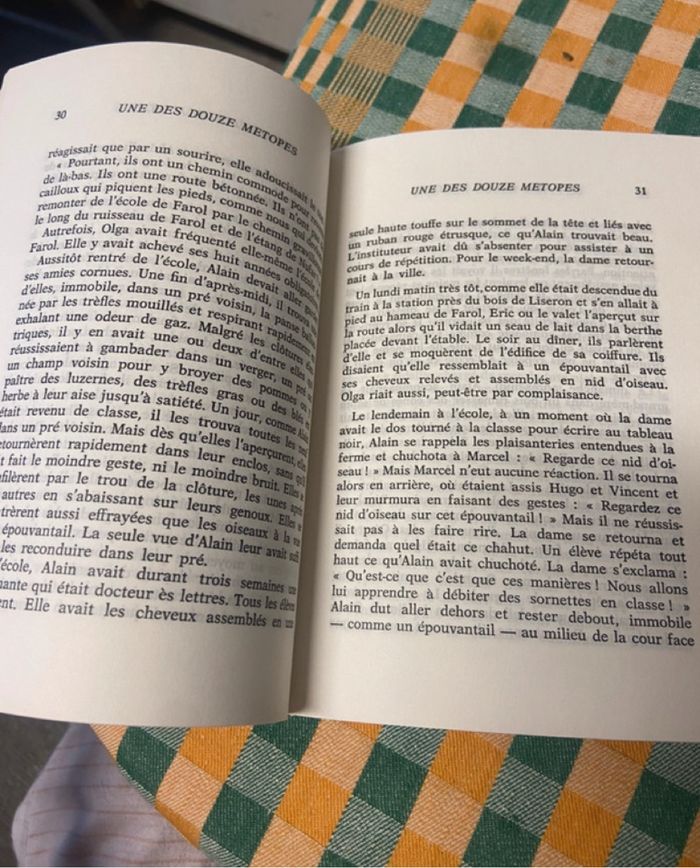 30 UNE DES DOUZE METOPES
réagissait que par un sourire, elle adoucissait le
« Pourtant, ils ont un chemin commode pour
de là-bas. Ils ont une route bétonnée. Ils n'ont pas
cailloux qui piquent les pieds, comme nous qui
remonter de l'école de Farol par le chemin
le long du ruisseau de Farol et de l'étang de
Autrefois, Olga avait fréquenté elle-même l'école
Farol. Elle y avait achevé ses huit années
Aussitôt rentré de l'école, Alain devait aller
ses amies cornues. Une fin d'après-midi, il trouva
d'elles, immobile, dans un pré voisin, la panse
née par les trèfles mouillés et respirant rapidement
exhalant une odeur de gaz. Malgré les clôtures
triques, il y en avait une ou deux d'entre elles
réussissaient à gambader dans un verger, un pré
un champ voisin pour y broyer des pommes
paître des luzernes, des trèfles gras ou des blés
herbe à leur aise jusqu'à satiété. Un jour, comme Alain
était revenu de classe, il les trouva toutes les
dans un pré voisin. Mais dès qu'elles l'aperçurent, elles
retournèrent rapidement dans leur enclos, sans
fait le moindre geste, ni le moindre bruit. Elles
filèrent par le trou de la clôture, les unes après
autres en s'abaissant sur leurs genoux. Elles
trèrent aussi effrayées que les oiseaux à la vue
épouvantail. La seule vue d'Alain leur avait
les reconduire dans leur pré.
l'école, Alain avait durant trois semaines
nante qui était docteur ès lettres. Tous les élèves
ent. Elle avait les cheveux assemblés en une
UNE DES DOUZE METOPES 31
seule haute touffe sur le sommet de la tête et liés avec
un ruban rouge étrusque, ce qu'Alain trouvait beau.
L'instituteur avait dû s'absenter pour assister à un
cours de répétition. Pour le week-end, la dame retour-
nait à la ville.
Un lundi matin très tôt, comme elle était descendue du
train à la station près du bois de Liseron et s'en allait à
pied au hameau de Farol, Eric ou le valet l'aperçut sur
la route alors qu'il vidait un seau de lait dans la berthe
placée devant l'étable. Le soir au dîner, ils parlèrent
d'elle et se moquèrent de l'édifice de sa coiffure. Ils
disaient qu'elle ressemblait à un épouvantail avec
ses cheveux relevés et assemblés en nid d'oiseau.
Olga riait aussi, peut-être par complaisance.
Le lendemain à l'école, à un moment où la dame
avait le dos tourné à la classe pour écrire au tableau
noir, Alain se rappela les plaisanteries entendues à la
ferme et chuchota à Marcel : « Regarde ce nid d'oi-
seau ! » Mais Marcel n'eut aucune réaction. Il se tourna
alors en arrière, où étaient assis Hugo et Vincent et
leur murmura en faisant des gestes : « Regardez ce
nid d'oiseau sur cet épouvantail ! » Mais il ne réussis-
sait pas à les faire rire. La dame se retourna et
demanda quel était ce chahut. Un élève répéta tout
haut ce qu'Alain avait chuchoté. La dame s'exclama :
« Qu'est-ce que c'est que ces manières ! Nous allons
lui apprendre à débiter des sornettes en classe ! »
Alain dut aller dehors et rester debout, immobile
— comme un épouvantail — au milieu de la cour face